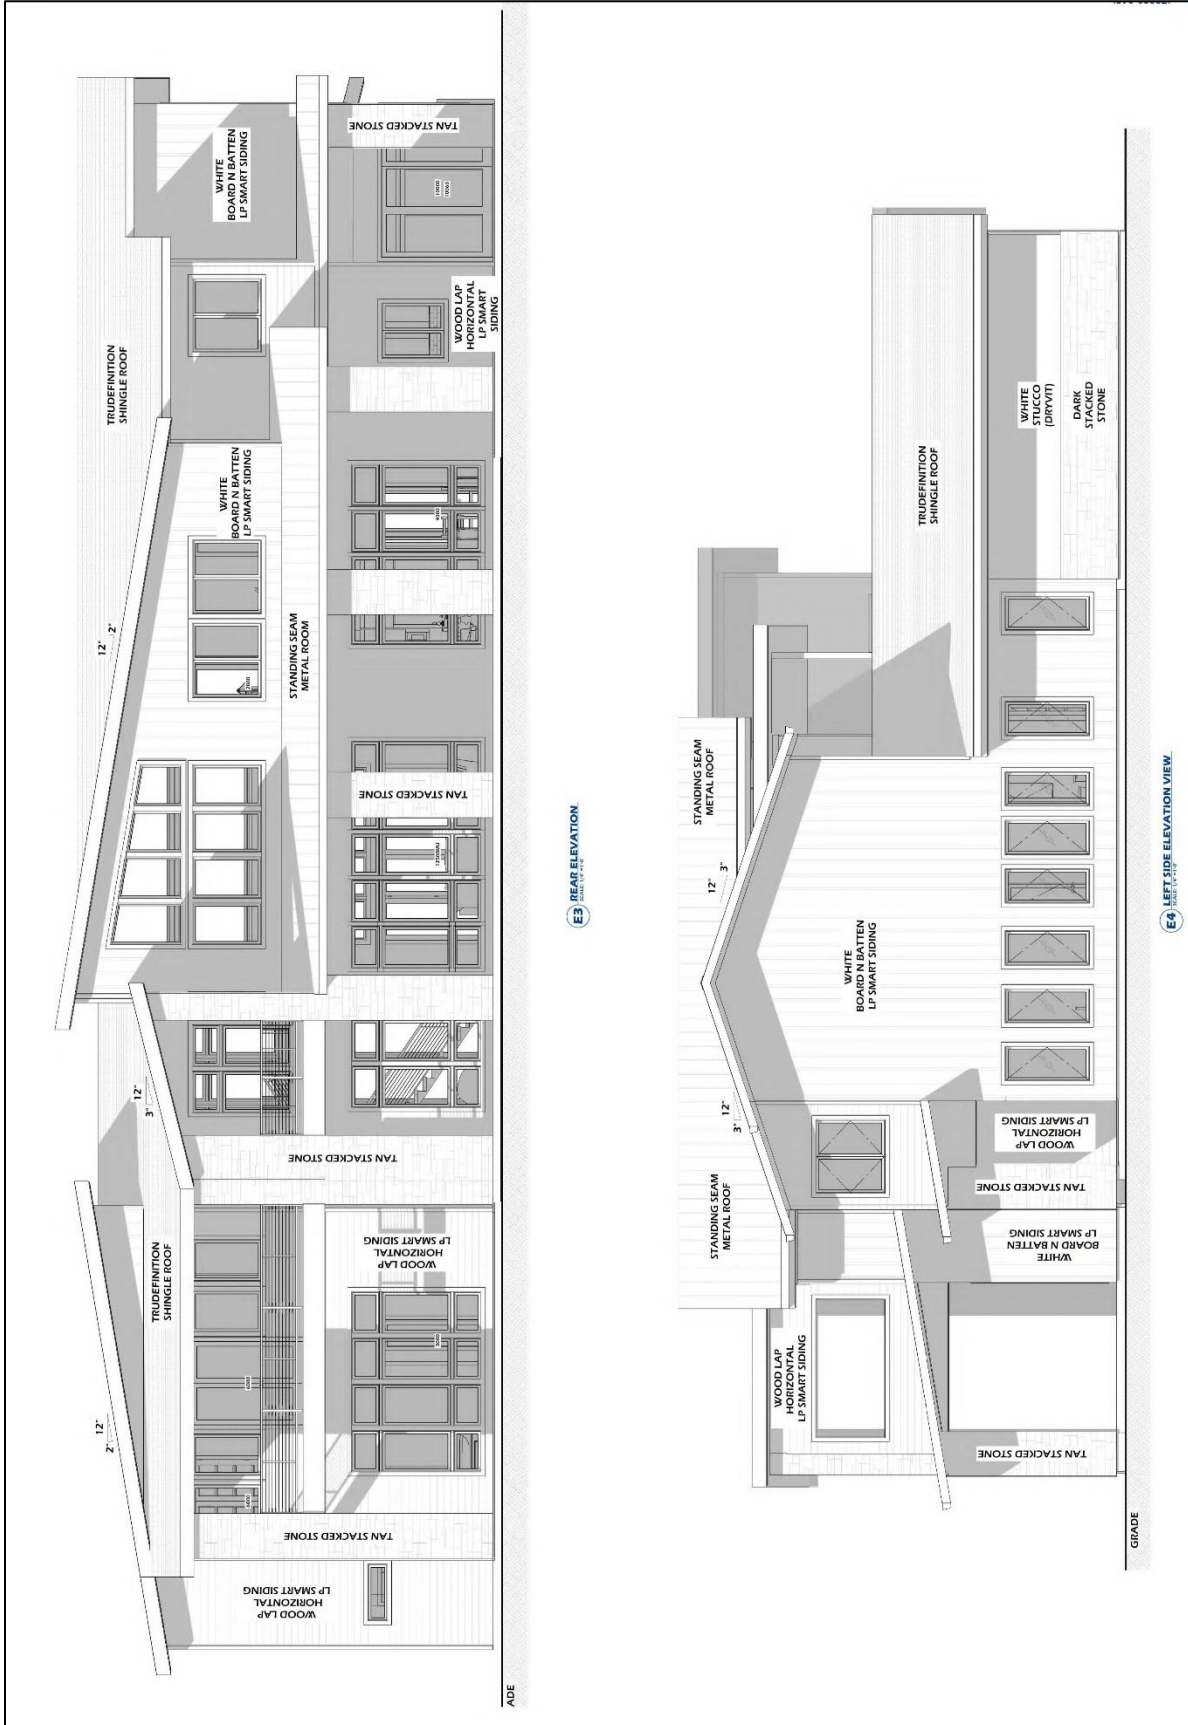 TRUDEFINITION
SHINGLE ROOF
WHITE
BOARD N BATTEN
LP SMART SIDING
TAN STACKED STONE
WOOD LAP
HORIZONTAL
LP SMART
SIDING
12"
2"
WHITE
BOARD N BATTEN
LP SMART SIDING
STANDING SEAM
METAL ROOM
TAN STACKED STONE
12"
3"
TAN STACKED STONE
12"
2"
TRUDEFINITION
SHINGLE ROOF
WOOD LAP
HORIZONTAL
LP SMART SIDING
TAN STACKED STONE
WOOD LAP
HORIZONTAL
LP SMART SIDING
ADE
E3 REAR ELEVATION
STANDING SEAM
METAL ROOF
12"
3"
TRUDEFINITION
SHINGLE ROOF
WHITE
STUCCO
(DRYVIT)
DARK
STACKED
STONE
WHITE
BOARD N BATTEN
LP SMART SIDING
12"
3"
STANDING SEAM
METAL ROOF
WOOD LAP
HORIZONTAL
LP SMART SIDING
TAN STACKED STONE
WHITE
BOARD N BATTEN
LP SMART SIDING
WOOD LAP
HORIZONTAL
LP SMART SIDING
TAN STACKED STONE
GRADE
E4 LEFT SIDE ELEVATION VIEW